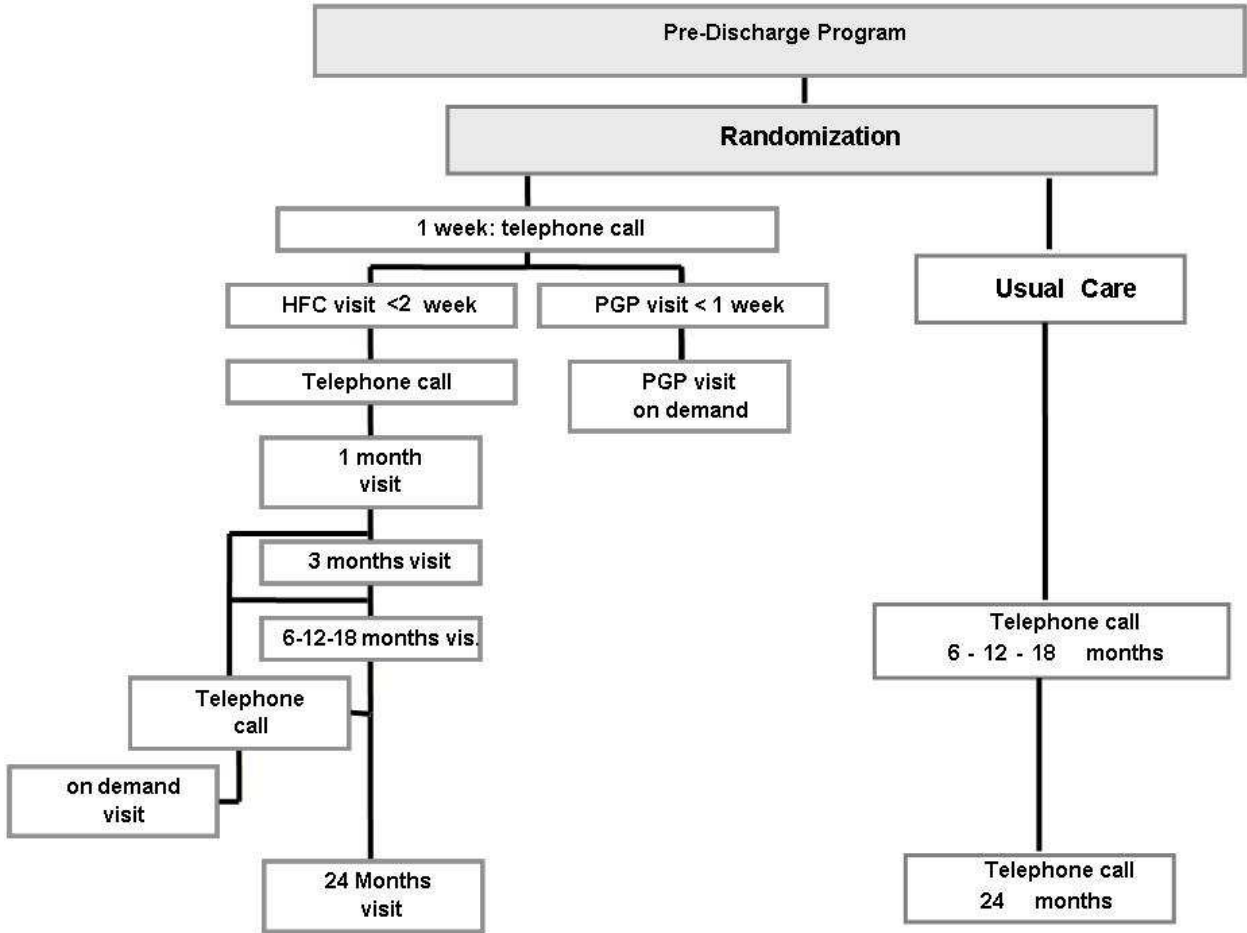 Pre-Discharge Program
Randomization
1 week: telephone call
HFC visit <2 week
PGP visit < 1 week
Usual Care
Telephone call
PGP visit
on demand
1 month
visit
3 months visit
6-12-18 months vis.
Telephone call
6 - 12 - 18 months
Telephone
call
on demand
visit
24 Months
visit
Telephone call
24 months